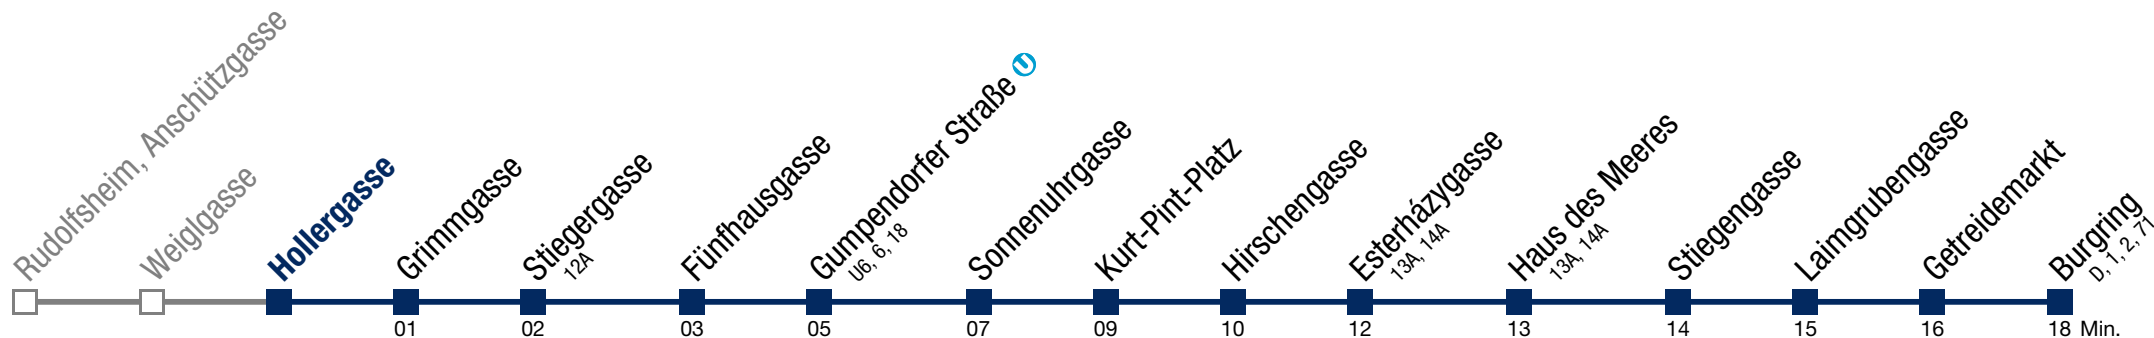 Rudolfsheim, Anschützgasse
Weiglgasse
Hollergasse
Grimmgasse
Stiegergasse
12A
Fünfhausgasse
Gumpendorfer Straße U
U6, 6, 18
Sonnenuhrgasse
Kurt-Pint-Platz
Hirschengasse
Esterházygasse
13A, 14A
Haus des Meeres
13A, 14A
Stiegengasse
Laimgrubengasse
Getreidemarkt
Burgring
D, 1, 2, 71
01 02 03 05 07 09 10 12 13 14 15 16 18 Min.